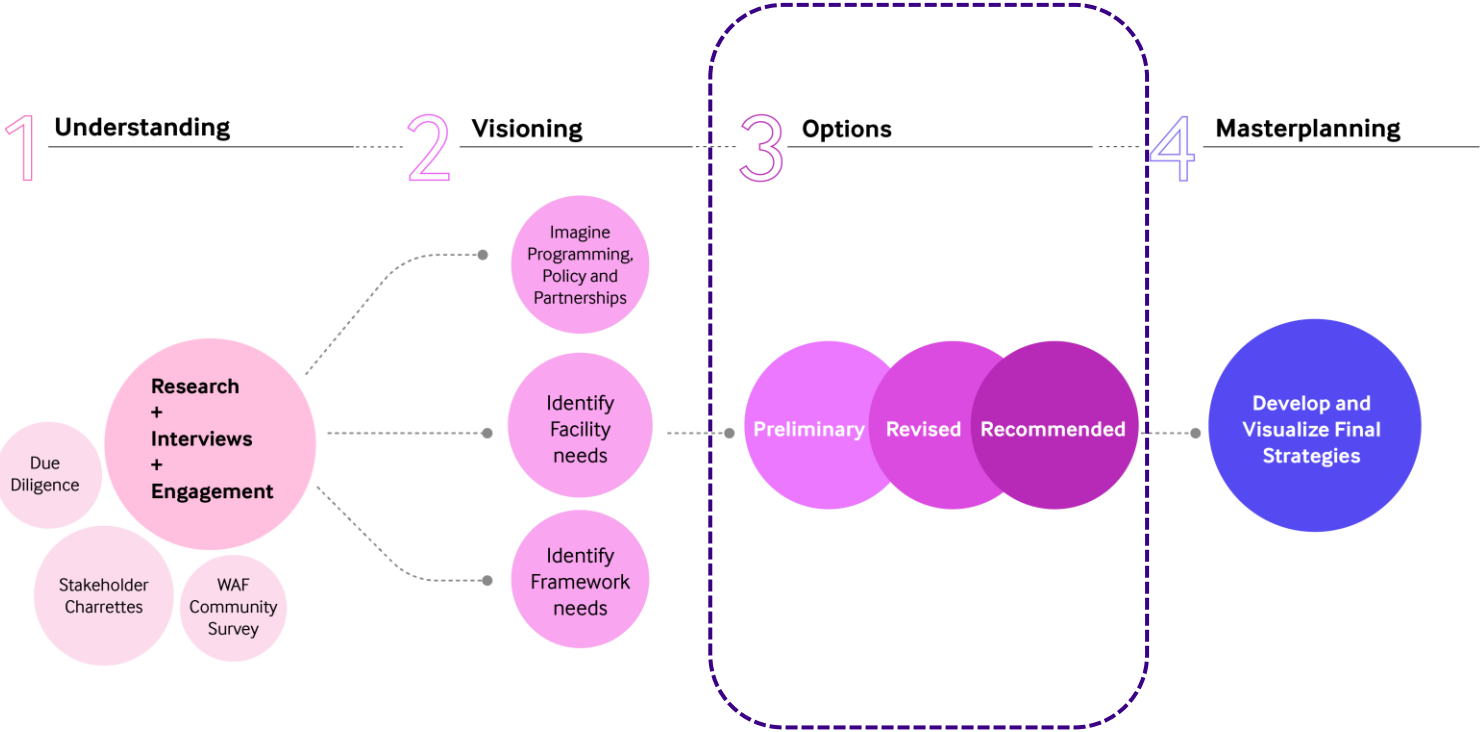 1 Understanding
2 Visioning
3 Options
4 Masterplanning
Research
+
Interviews
+
Engagement
Due
Diligence
Stakeholder
Charrettes
WAF
Community
Survey
Imagine
Programming,
Policy and
Partnerships
Identify
Facility
needs
Identify
Framework
needs
Preliminary
Revised
Recommended
Develop and
Visualize Final
Strategies